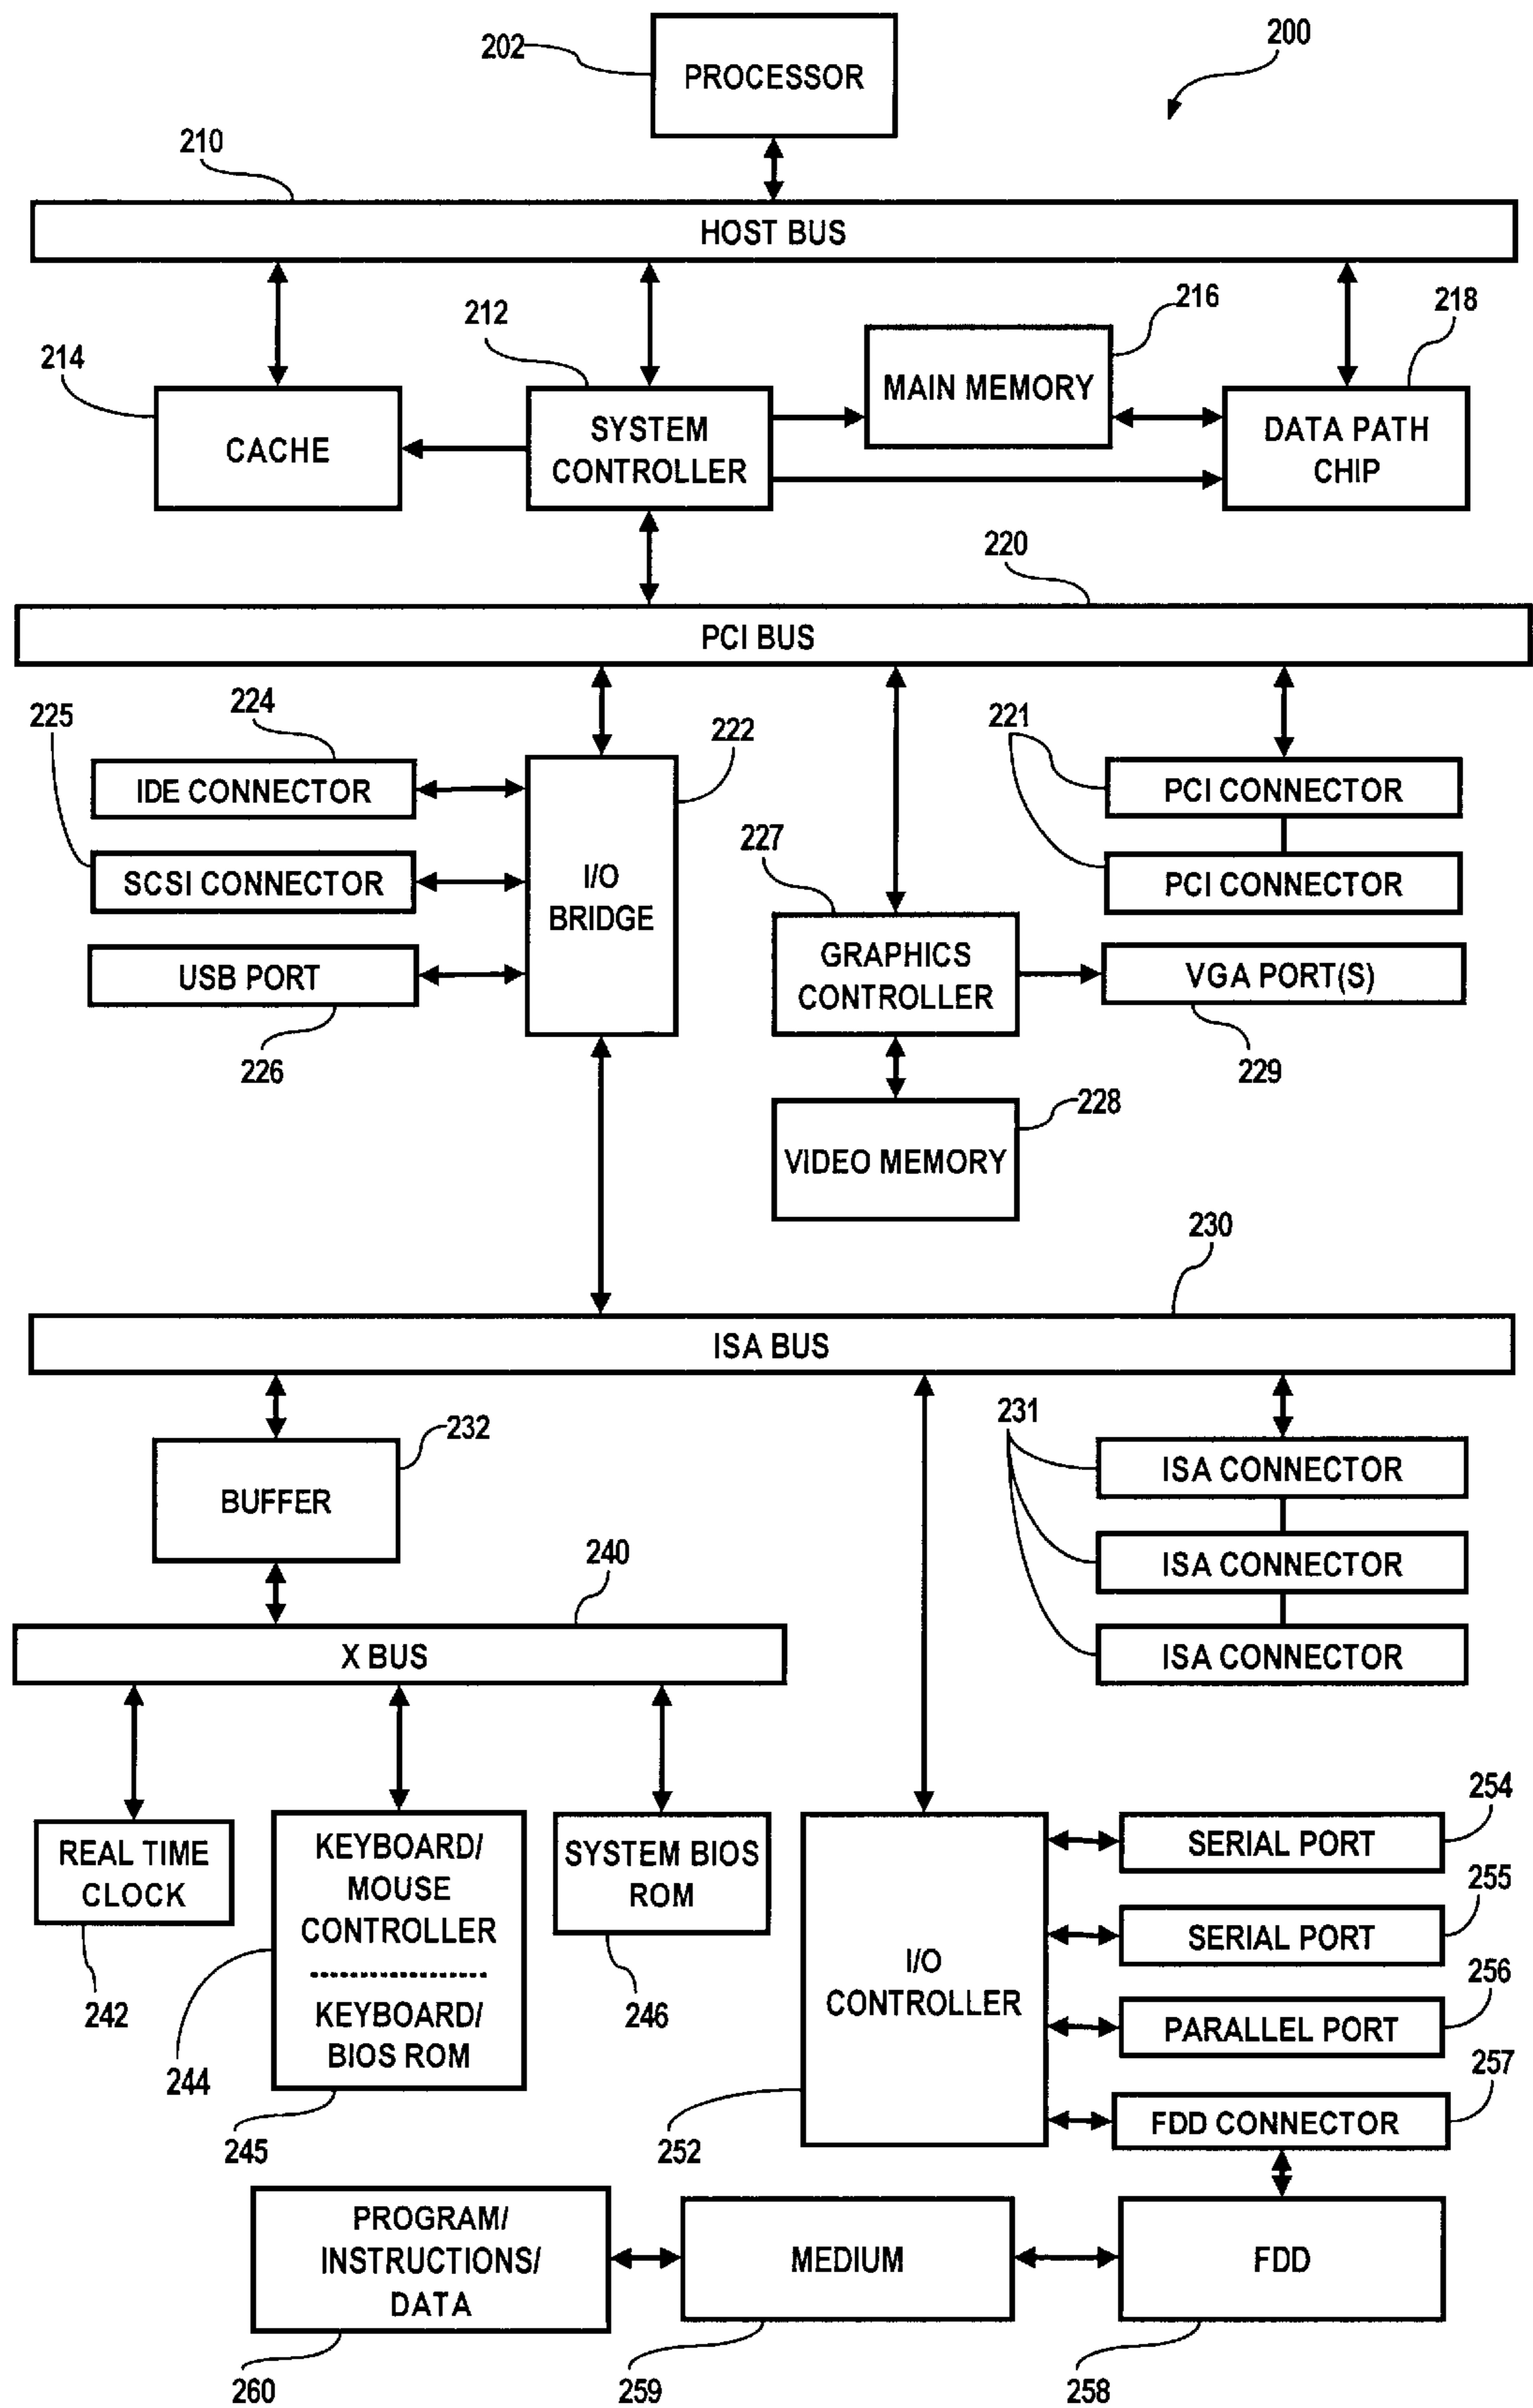 202
PROCESSOR
200
210
HOST BUS
214
212
216
218
CACHE
SYSTEM
CONTROLLER
MAIN MEMORY
DATA PATH
CHIP
220
PCI BUS
225
224
222
221
IDE CONNECTOR
PCI CONNECTOR
SCSI CONNECTOR
I/O
BRIDGE
227
PCI CONNECTOR
USB PORT
GRAPHICS
CONTROLLER
VGA PORT(S)
226
229
228
VIDEO MEMORY
230
ISA BUS
232
231
BUFFER
ISA CONNECTOR
ISA CONNECTOR
ISA CONNECTOR
240
X BUS
REAL TIME
CLOCK
KEYBOARD/
MOUSE
CONTROLLER
KEYBOARD/
BIOS ROM
SYSTEM BIOS
ROM
242
244
245
246
I/O
CONTROLLER
252
254
SERIAL PORT
255
SERIAL PORT
256
PARALLEL PORT
257
FDD CONNECTOR
PROGRAM/
INSTRUCTIONS/
DATA
MEDIUM
FDD
260
259
258